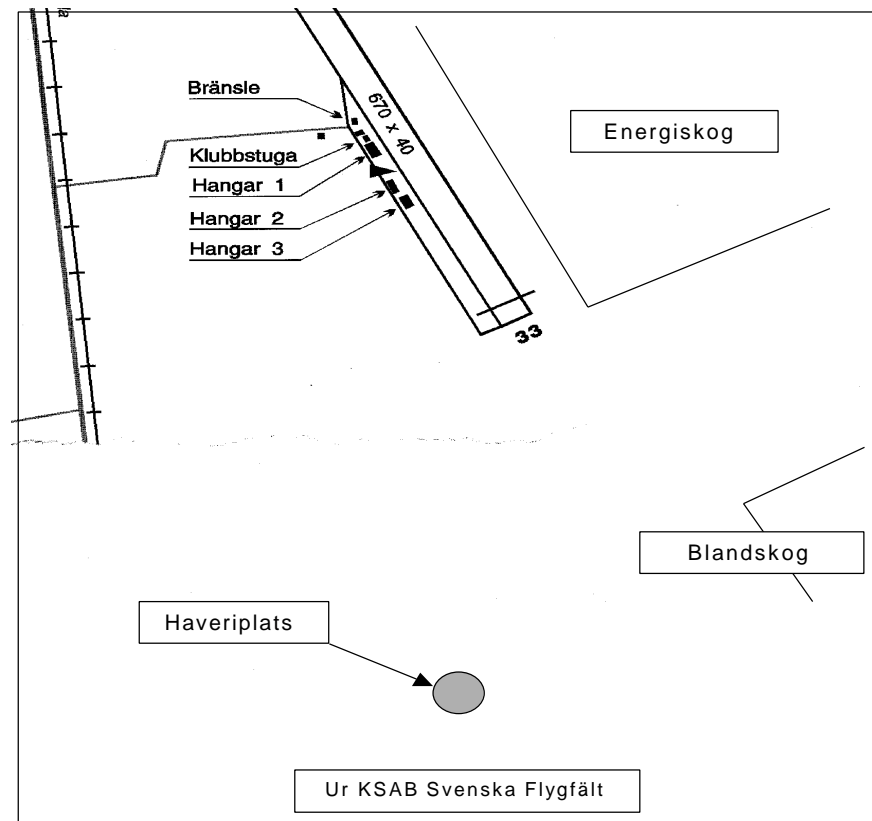 Bränsle
670 x 40
Energiskog
Klubbstuga
Hangar 1
Hangar 2
Hangar 3
33
Blandskog
Haveriplats
Ur KSAB Svenska Flygfält